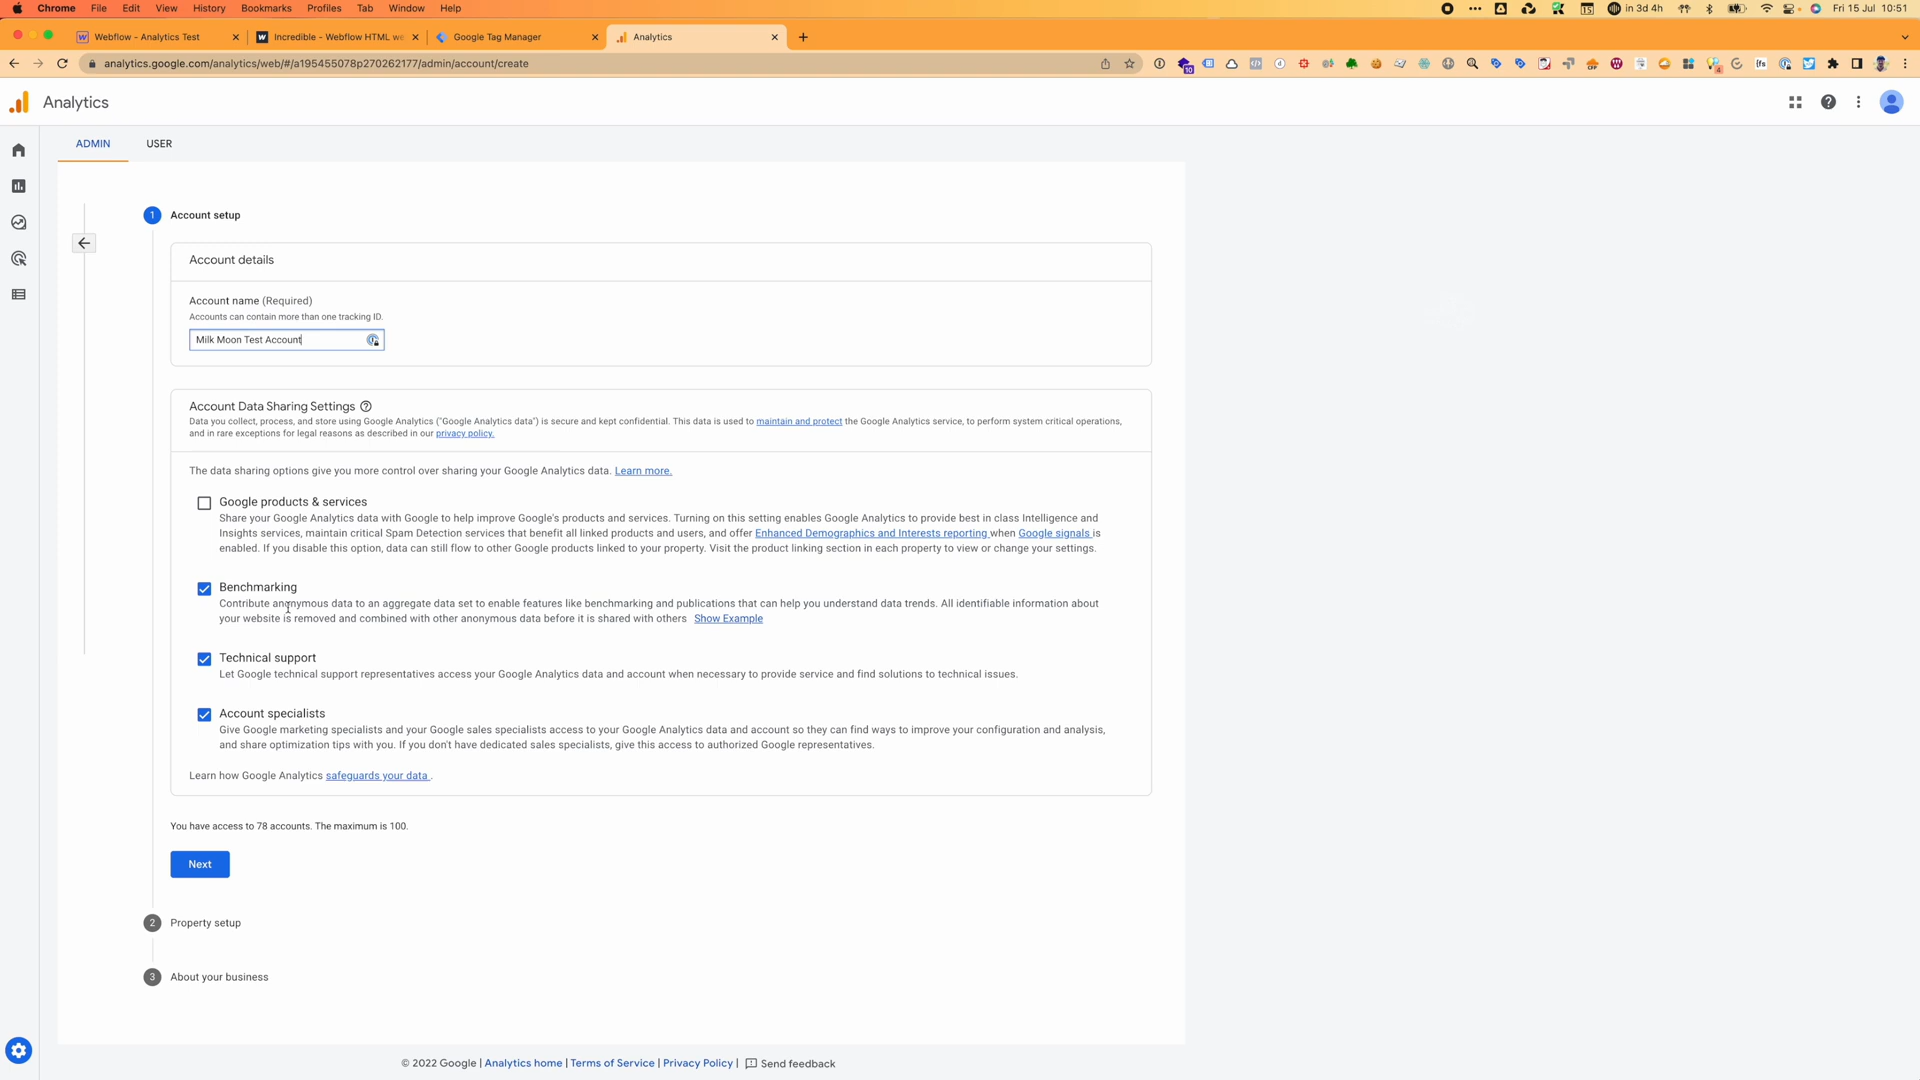 Chrome File Edit View History Bookmarks Profiles Tab Window Help
15 in 3d 4h Fri 15 Jul 10:51
Webflow - Analytics Test
Incredible - Webflow HTML we
Google Tag Manager
Analytics
analytics.google.com/analytics/web/#/a195455078p270262177/admin/account/create
Analytics
ADMIN USER
1 Account setup
Account details
Account name (Required)
Accounts can contain more than one tracking ID.
Milk Moon Test Account
Account Data Sharing Settings
Data you collect, process, and store using Google Analytics ("Google Analytics data") is secure and kept confidential. This data is used to maintain and protect the Google Analytics service, to perform system critical operations,
and in rare exceptions for legal reasons as described in our privacy policy.
The data sharing options give you more control over sharing your Google Analytics data. Learn more.
Google products & services
Share your Google Analytics data with Google to help improve Google's products and services. Turning on this setting enables Google Analytics to provide best in class Intelligence and
Insights services, maintain critical Spam Detection services that benefit all linked products and users, and offer Enhanced Demographics and Interests reporting when Google signals is
enabled. If you disable this option, data can still flow to other Google products linked to your property. Visit the product linking section in each property to view or change your settings.
Benchmarking
Contribute anonymous data to an aggregate data set to enable features like benchmarking and publications that can help you understand data trends. All identifiable information about
your website is removed and combined with other anonymous data before it is shared with others Show Example
Technical support
Let Google technical support representatives access your Google Analytics data and account when necessary to provide service and find solutions to technical issues.
Account specialists
Give Google marketing specialists and your Google sales specialists access to your Google Analytics data and account so they can find ways to improve your configuration and analysis,
and share optimization tips with you. If you don't have dedicated sales specialists, give this access to authorized Google representatives.
Learn how Google Analytics safeguards your data .
You have access to 78 accounts. The maximum is 100.
Next
2 Property setup
3 About your business
© 2022 Google | Analytics home | Terms of Service | Privacy Policy | Send feedback